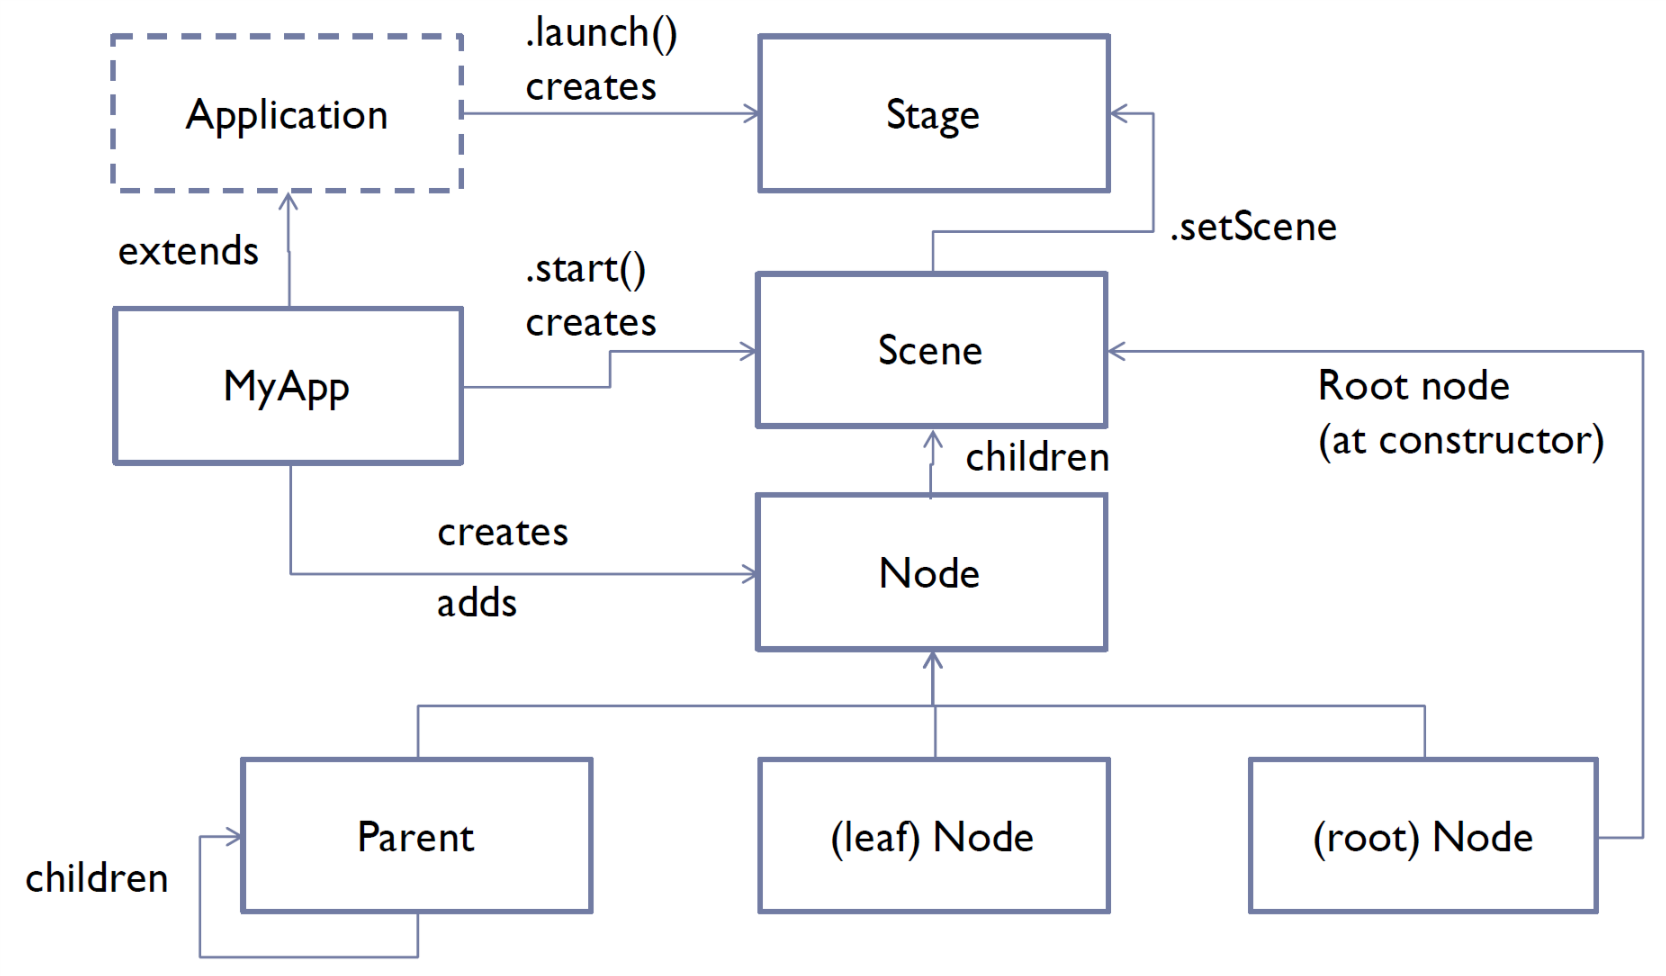 .launch()
creates
Application
Stage
extends
.start()
creates
.setScene
MyApp
Scene
Root node
(at constructor)
children
creates
adds
Node
Parent
(leaf) Node
(root) Node
children